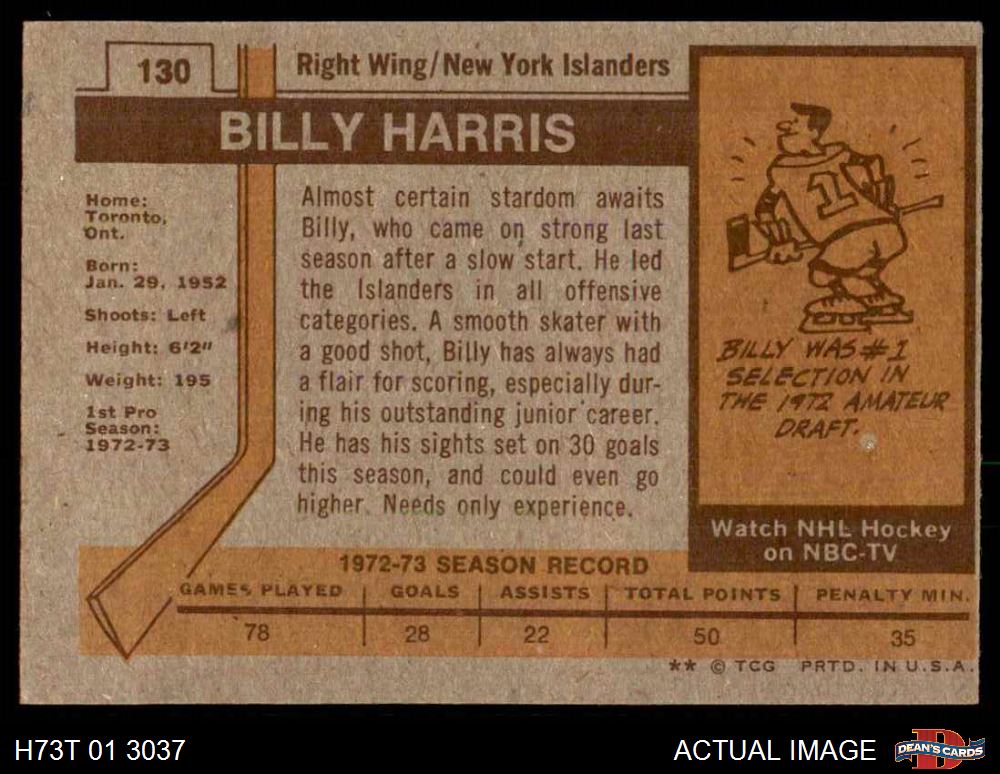 130
Right Wing/New York Islanders
BILLY HARRIS
Home:
Toronto,
Ont.
Born:
Jan. 29, 1952
Shoots: Left
Height: 6'2"
Weight: 195
1st Pro
Season:
1972-73
Almost certain stardom awaits
Billy, who came on strong last
season after a slow start. He led
the Islanders in all offensive
categories. A smooth skater with
a good shot, Billy has always had
a flair for scoring, especially dur-
ing his outstanding junior career.
He has his sights set on 30 goals
this season, and could even go
higher. Needs only experience.
1
BILLY WAS #1
SELECTION IN
THE 1972 AMATEUR
DRAFT.
Watch NHL Hockey
on NBC-TV
1972-73 SEASON RECORD
GAMES PLAYED GOALS ASSISTS TOTAL POINTS PENALTY MIN.
78 28 22 50 35
** © TCG PRTD. IN U.S.A.
H73T 01 3037
ACTUAL IMAGE
D
DEAN'S CARDS